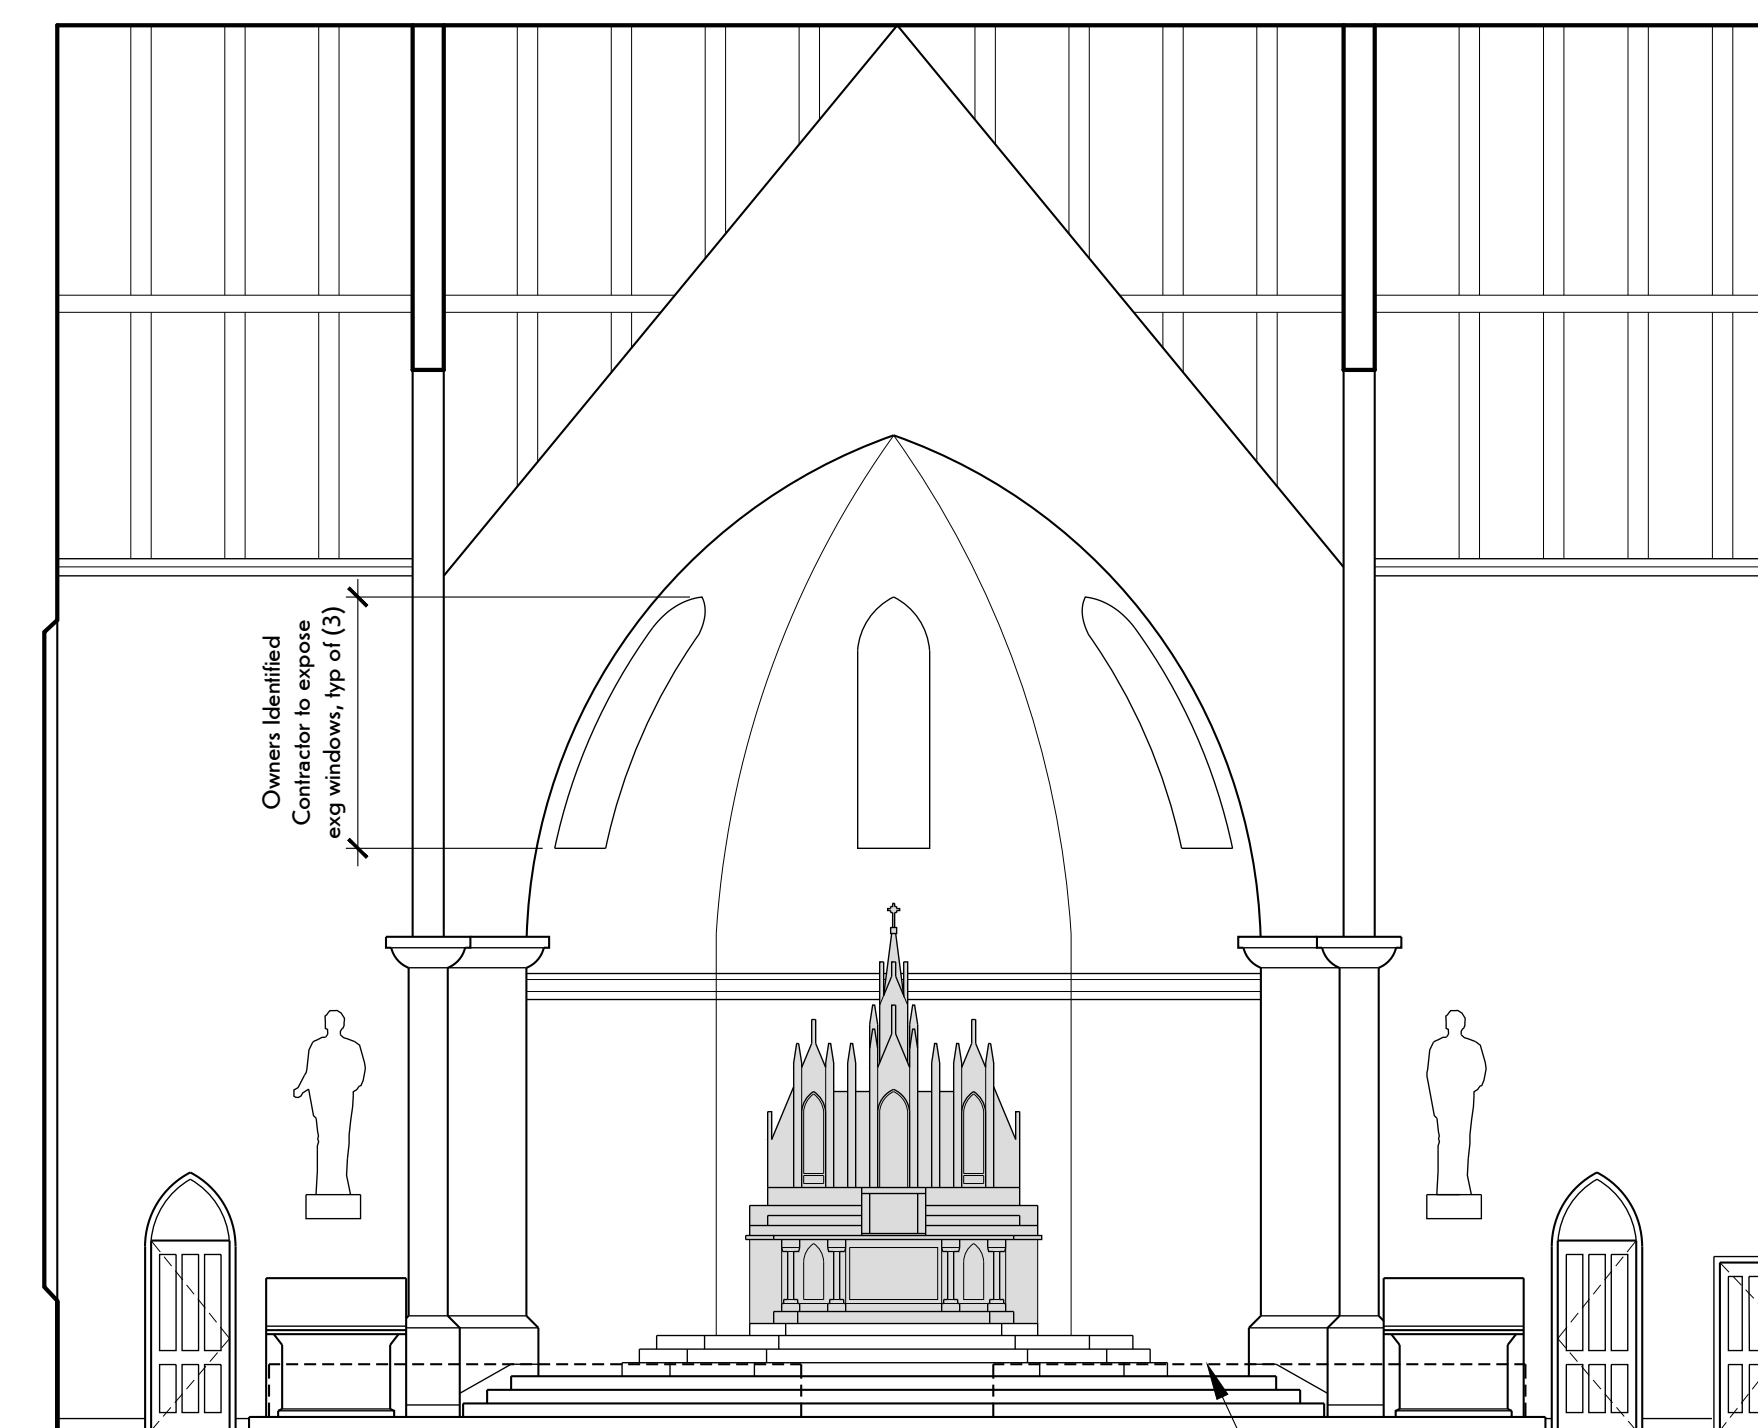 Owners Identified
Contractor to expose
exg windows, typ of (3)